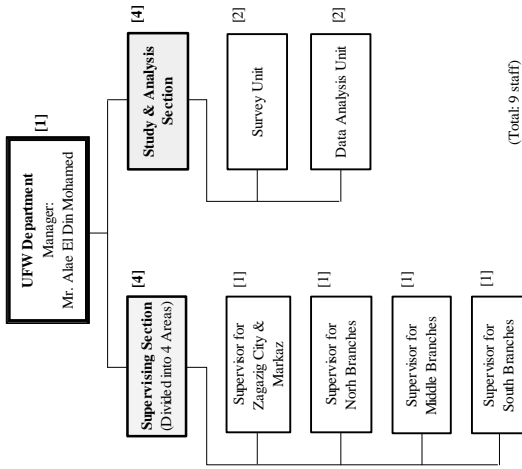 [1]
UFW Department
Manager:
Mr. Alae El Din Mohamed
[4]
Supervising Section
(Divided into 4 Areas)
[1]
Supervisor for
Zagazig City &
Markaz
[1]
Supervisor for
Norh Branches
[1]
Supervisor for
Middle Branches
[1]
Supervisor for
South Branches
[4]
Study & Analysis
Section
[2]
Survey Unit
[2]
Data Analysis Unit
(Total: 9 staff)